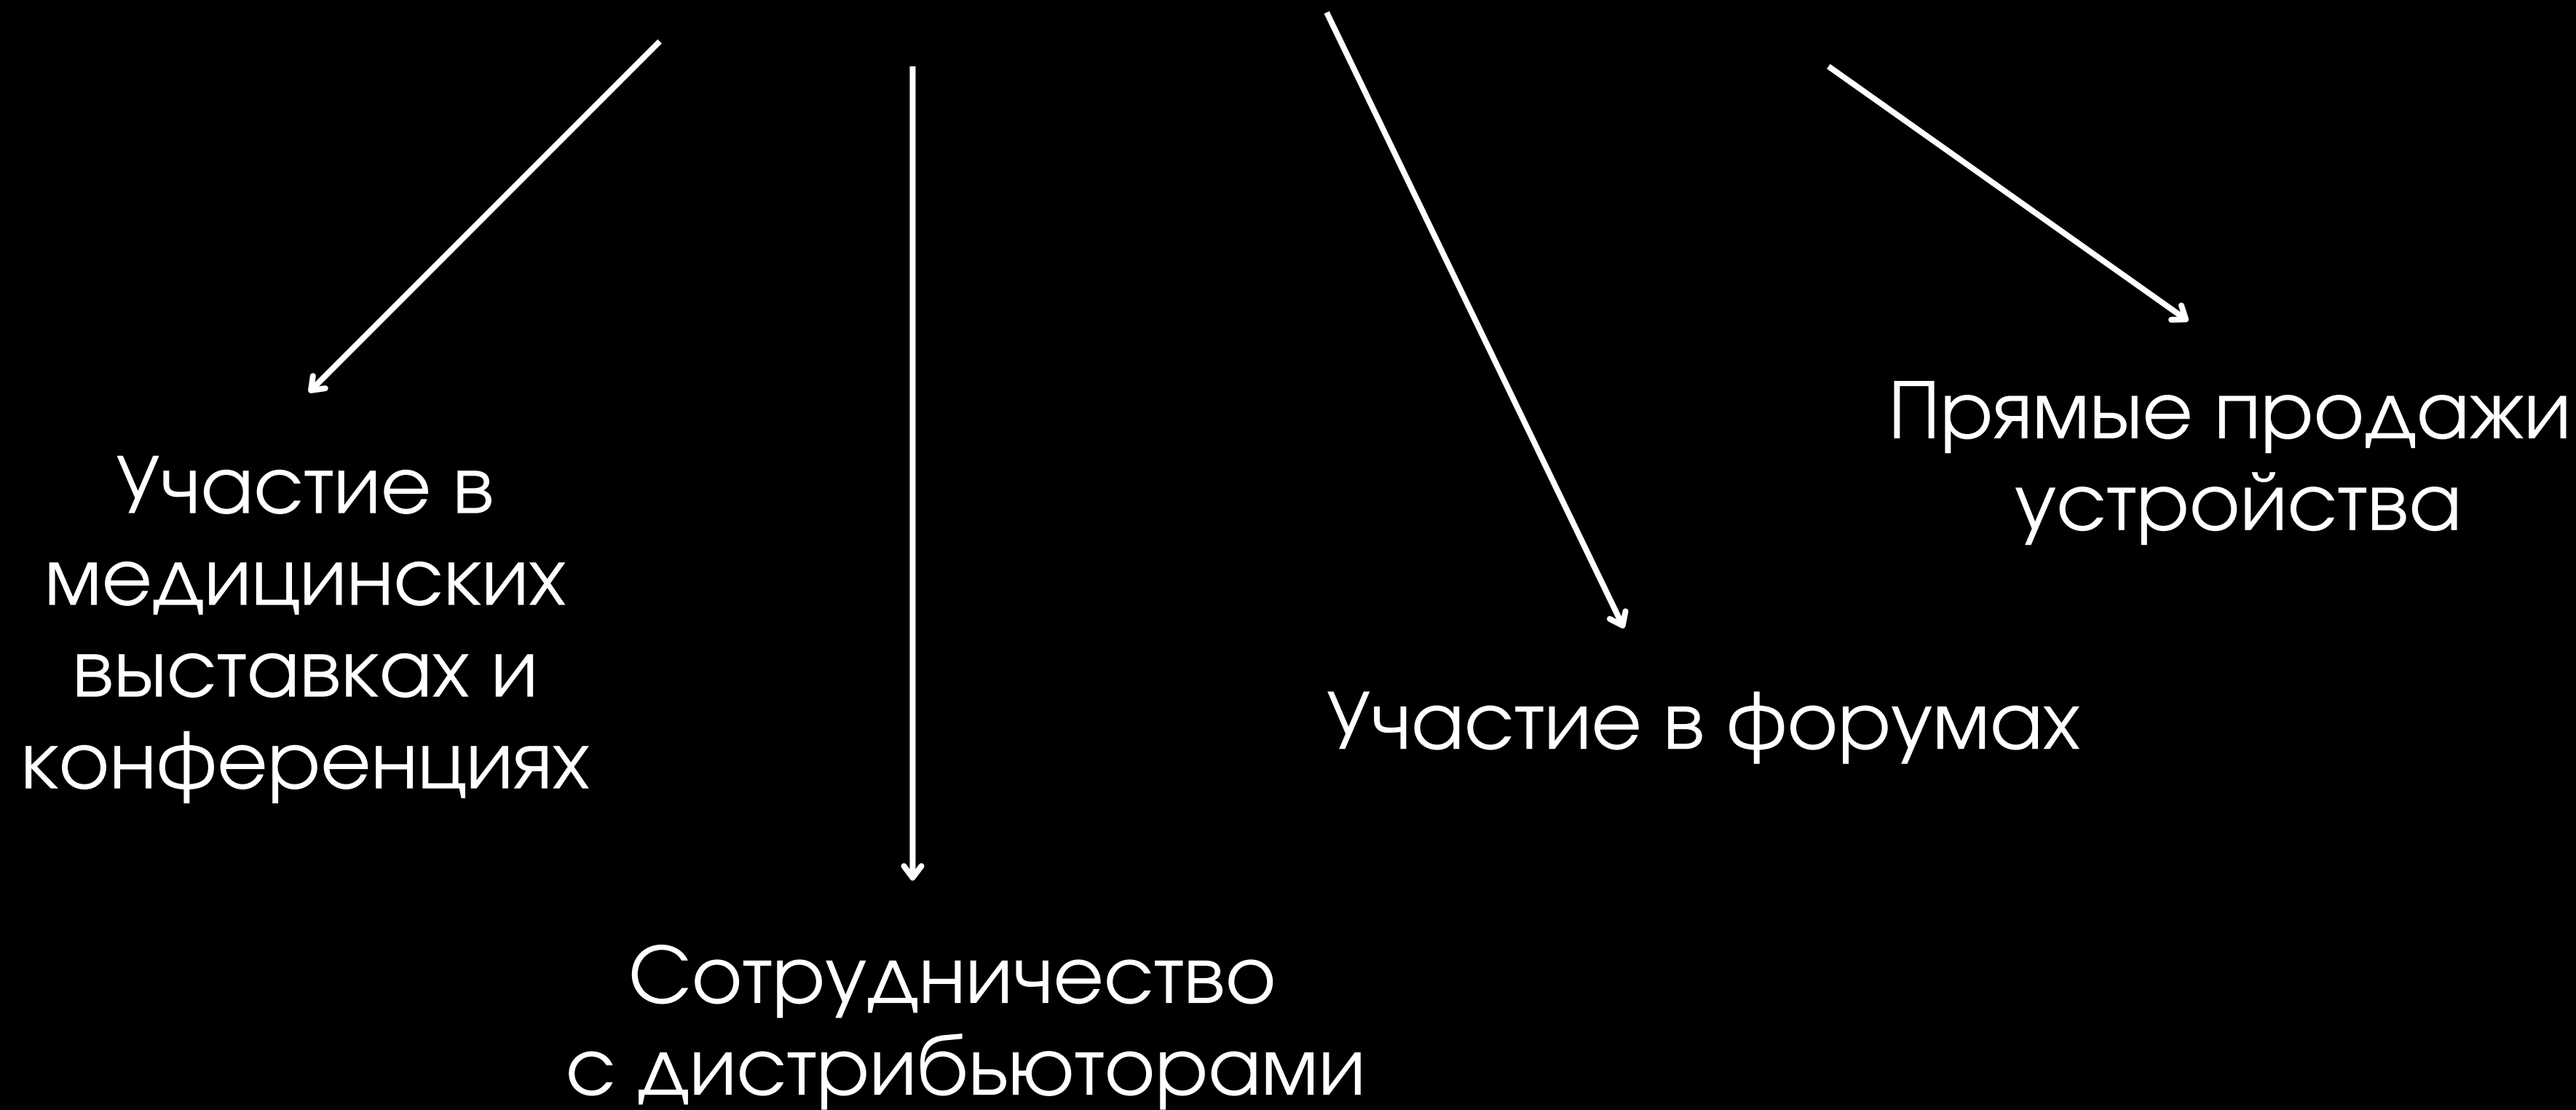 Участие в
медицинских
выставках и
конференциях
Сотрудничество
с дистрибьюторами
Участие в форумах
Прямые продажи
устройства